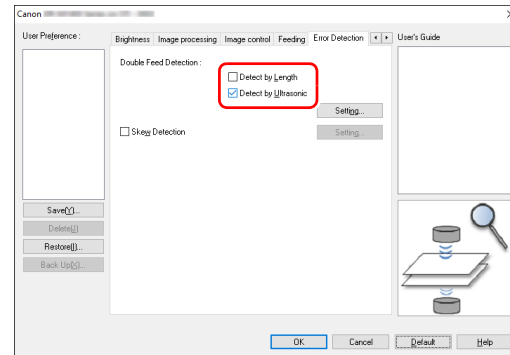 Canon
User Preference :
Brightness Image processing Image control Feeding Error Detection
User's Guide
Double Feed Detection :
Detect by Length
Detect by Ultrasonic
Setting...
Skew Detection
Setting...
Save(Y)...
Delete(J)
Restore(I)...
Back Up(K)...
OK Cancel Default Help